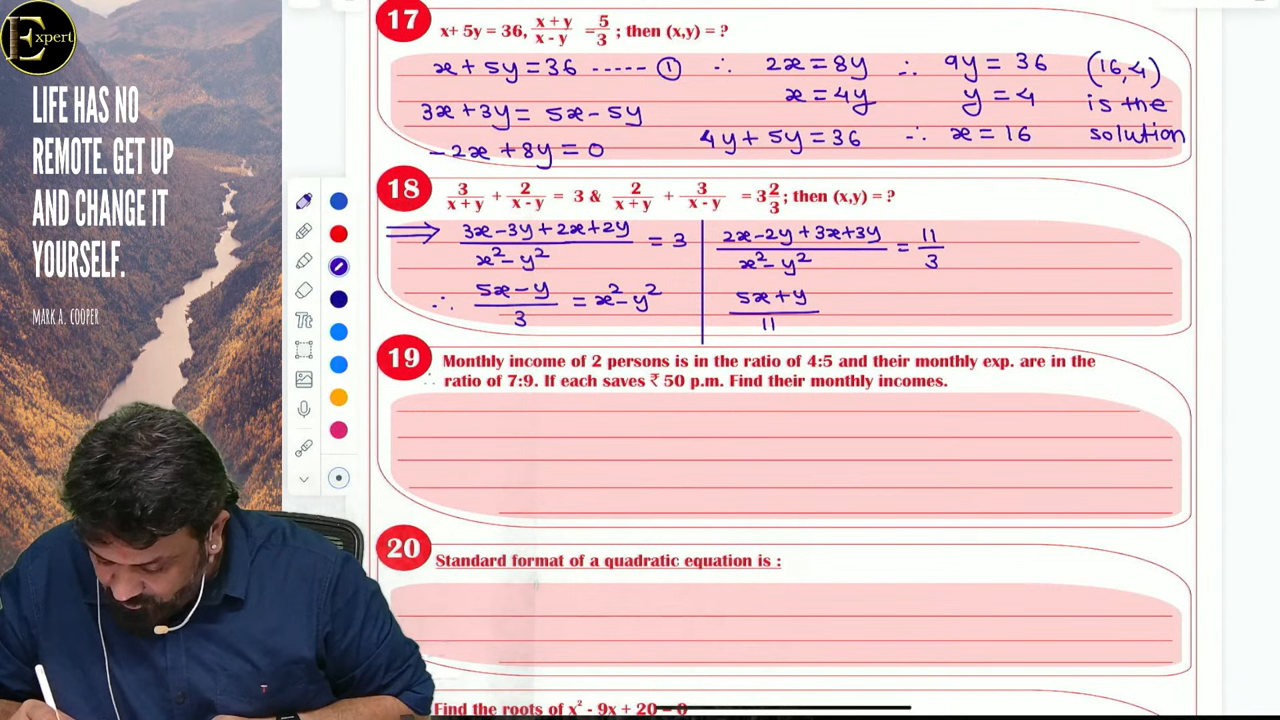 Expert
LIFE HAS NO
REMOTE. GET UP
AND CHANGE IT
YOURSELF.
MARK A. COOPER
Tt
17 x+ 5y = 36, x + y / x - y = 5/3 ; then (x,y) = ?
x + 5y = 36 ----- ① ∴ 2x = 8y ∴ 9y = 36 (16,4)
x = 4y y = 4 is the
3x + 3y = 5x - 5y
4y + 5y = 36 ∴ x = 16 solution
- 2x + 8y = 0
18 3/x + y + 2/x - y = 3 & 2/x + y + 3/x - y = 3 2/3; then (x,y) = ?
⟹ 3x - 3y + 2x + 2y / x² - y² = 3 2x - 2y + 3x + 3y / x² - y² = 11/3
∴ 5x - y / 3 = x² - y² 5x + y / 11
19 Monthly income of 2 persons is in the ratio of 4:5 and their monthly exp. are in the
∴ ratio of 7:9. If each saves ₹ 50 p.m. Find their monthly incomes.
20 Standard format of a quadratic equation is :
Find the roots of x² - 9x + 20 = 0